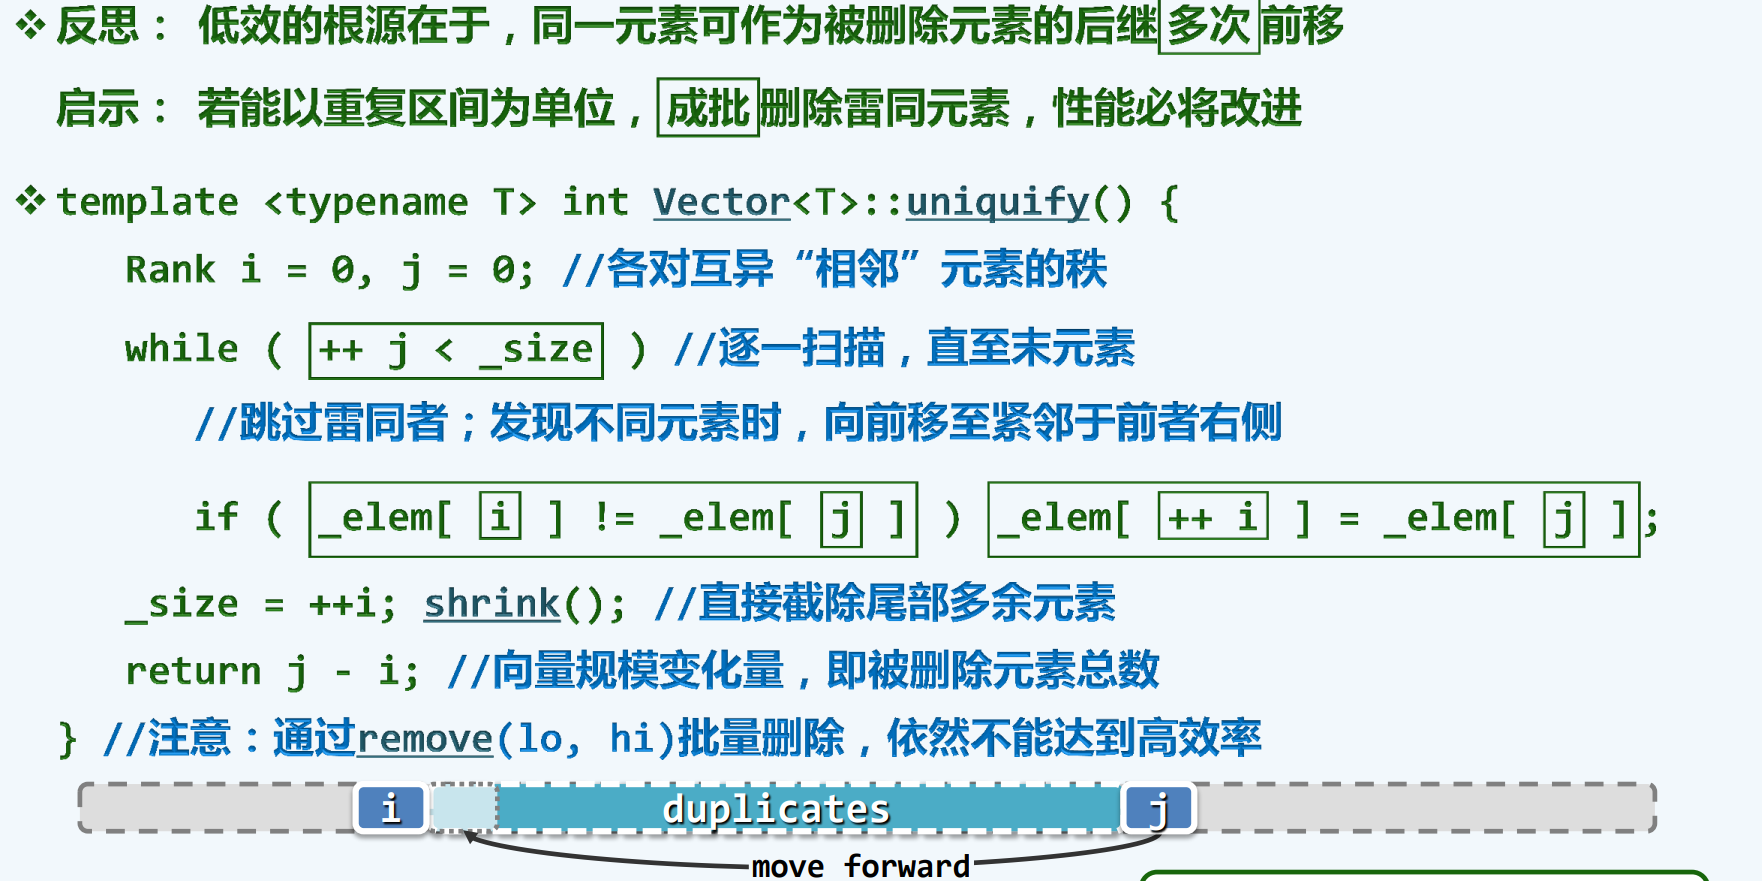 ❖ 反思： 低效的根源在于，同一元素可作为被删除元素的后继多次前移
启示： 若能以重复区间为单位，成批删除雷同元素，性能必将改进
❖ template <typename T> int Vector<T>::uniquify() {
Rank i = 0, j = 0; //各对互异“相邻”元素的秩
while ( ++ j < _size ) //逐一扫描，直至末元素
//跳过雷同者；发现不同元素时，向前移至紧邻于前者右侧
if ( _elem[ i ] != _elem[ j ] ) _elem[ ++ i ] = _elem[ j ];
_size = ++i; shrink(); //直接截除尾部多余元素
return j - i; //向量规模变化量，即被删除元素总数
} //注意：通过remove(lo, hi)批量删除，依然不能达到高效率
i duplicates j
move forward